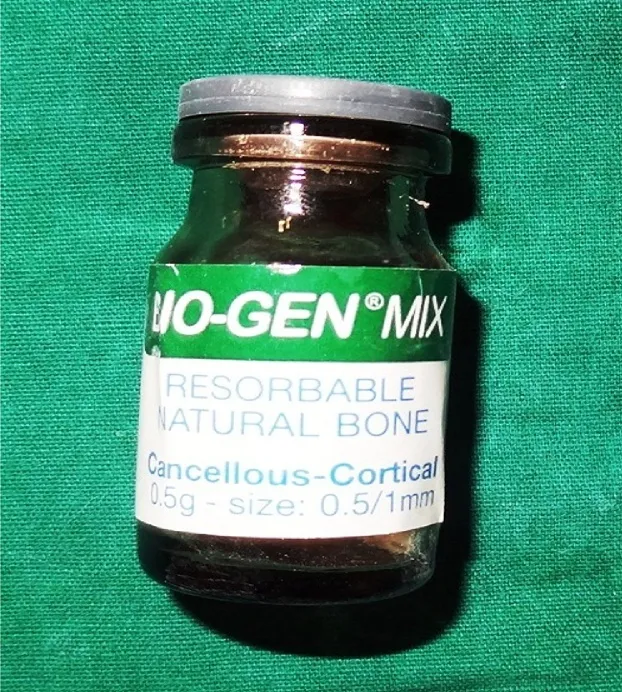 BIO-GEN® MIX
RESORBABLE
NATURAL BONE
Cancellous-Cortical
0.5g - size: 0.5/1mm